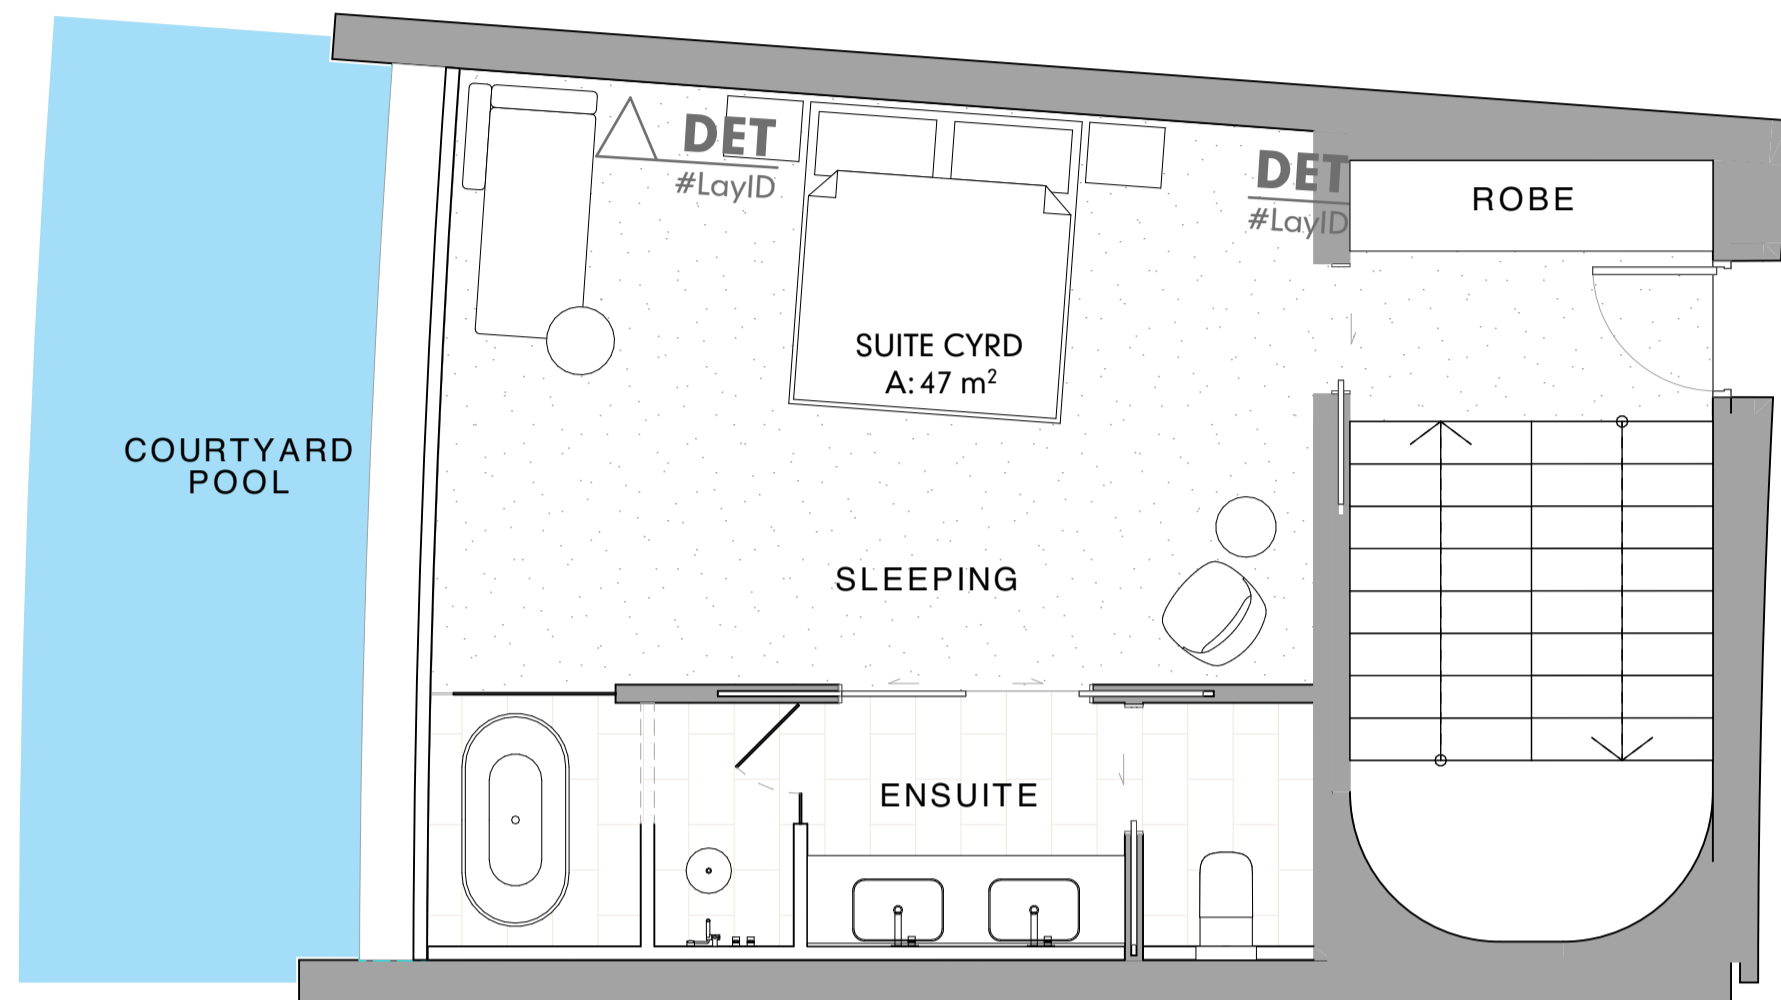 DET
#LayID
DET
#LayID
ROBE
SUITE CYRD
A: 47 m²
COURTYARD
POOL
SLEEPING
ENSUITE